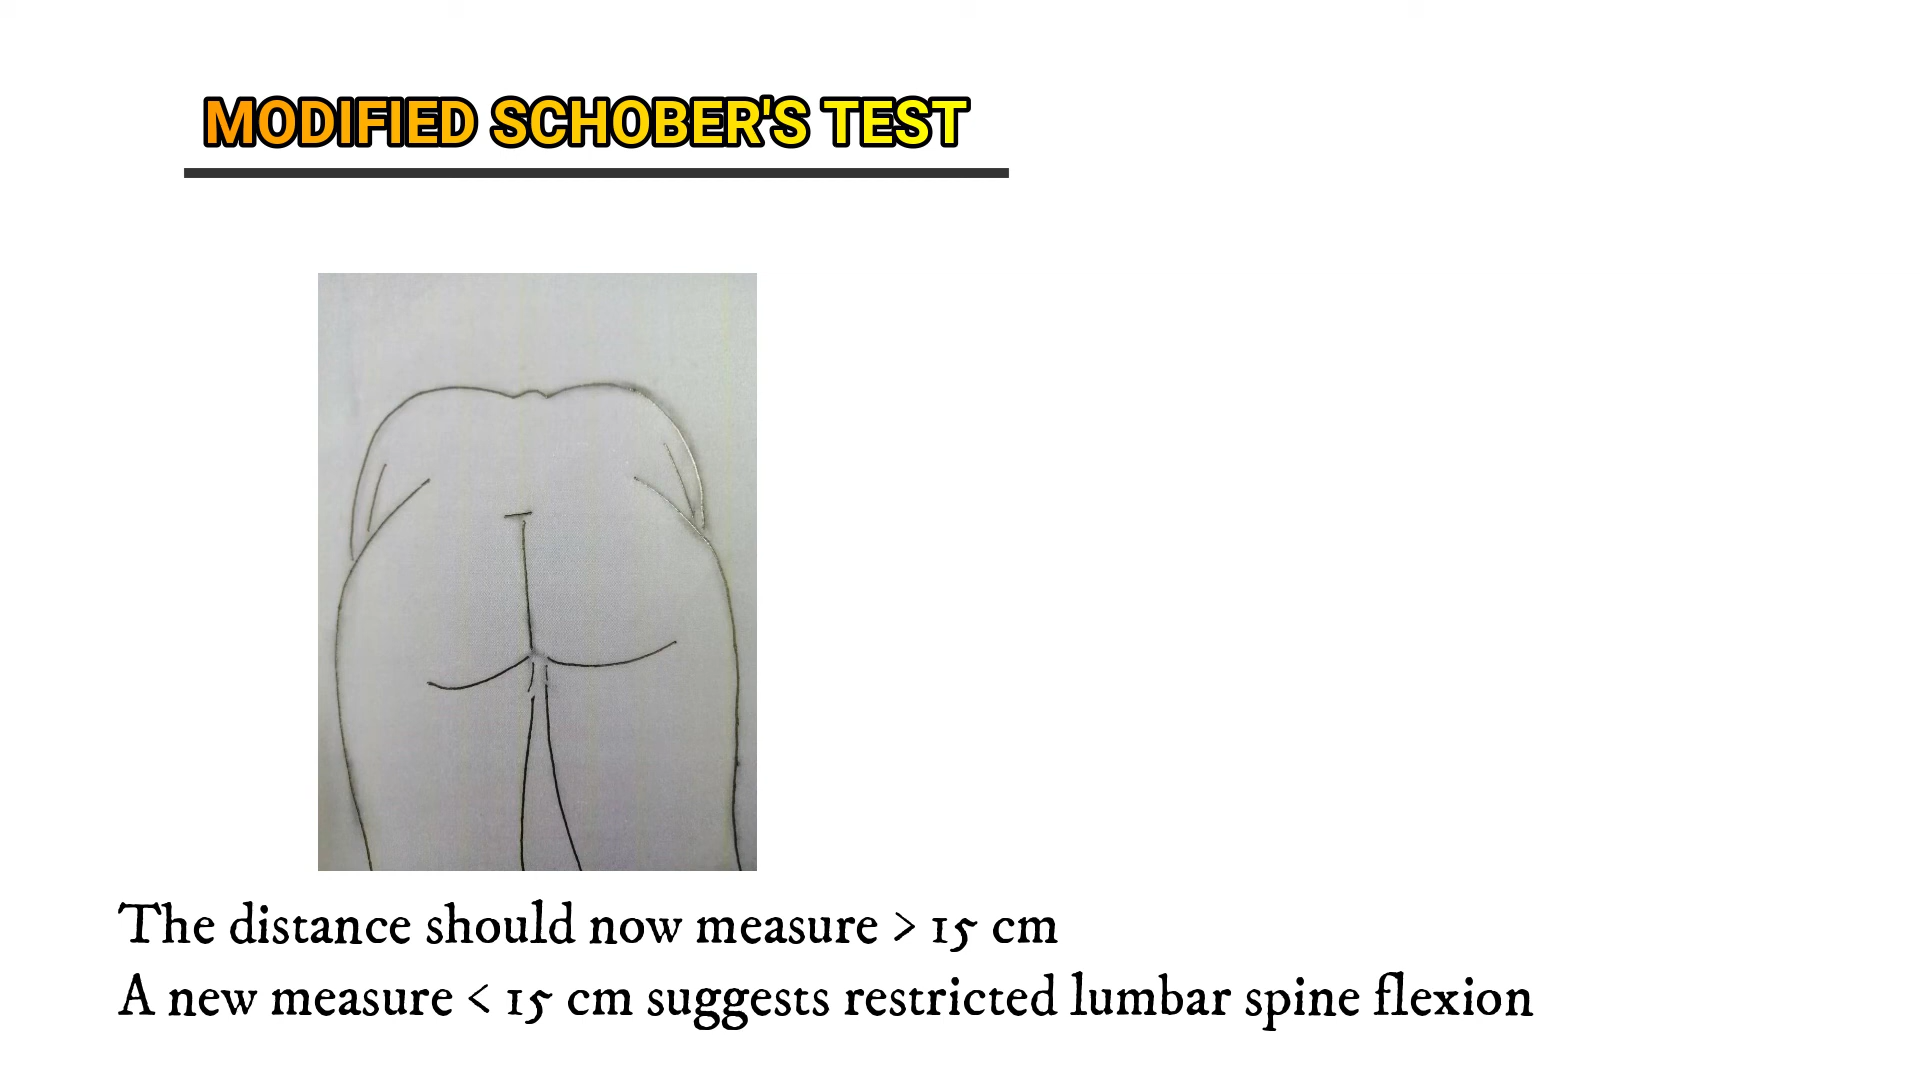 MODIFIED SCHOBER'S TEST
The distance should now measure > 15 cm
A new measure < 15 cm suggests restricted lumbar spine flexion